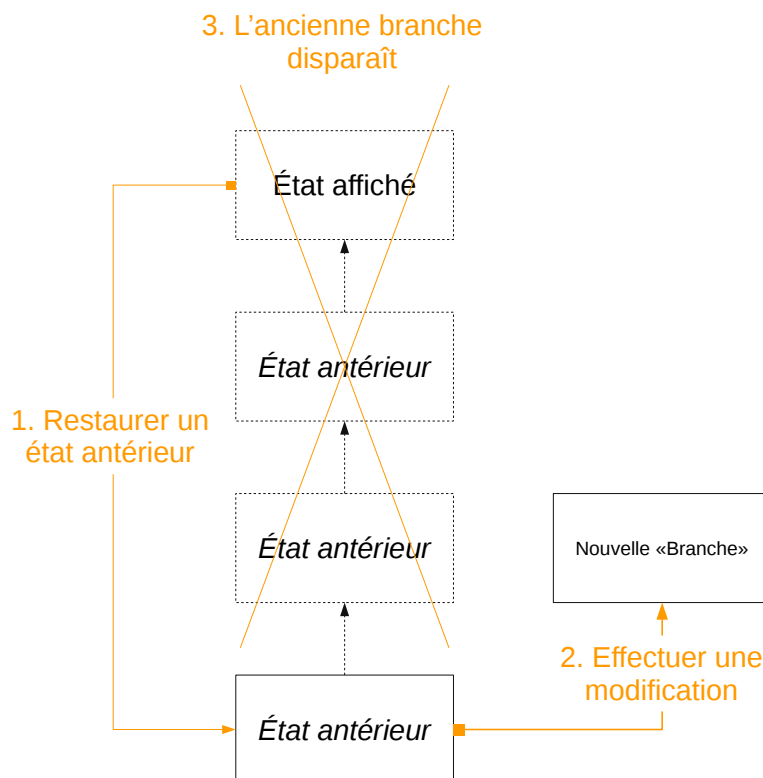 3. L’ancienne branche
disparaît
État affiché
État antérieur
1. Restaurer un
état antérieur
État antérieur
Nouvelle «Branche»
2. Effectuer une
modification
État antérieur